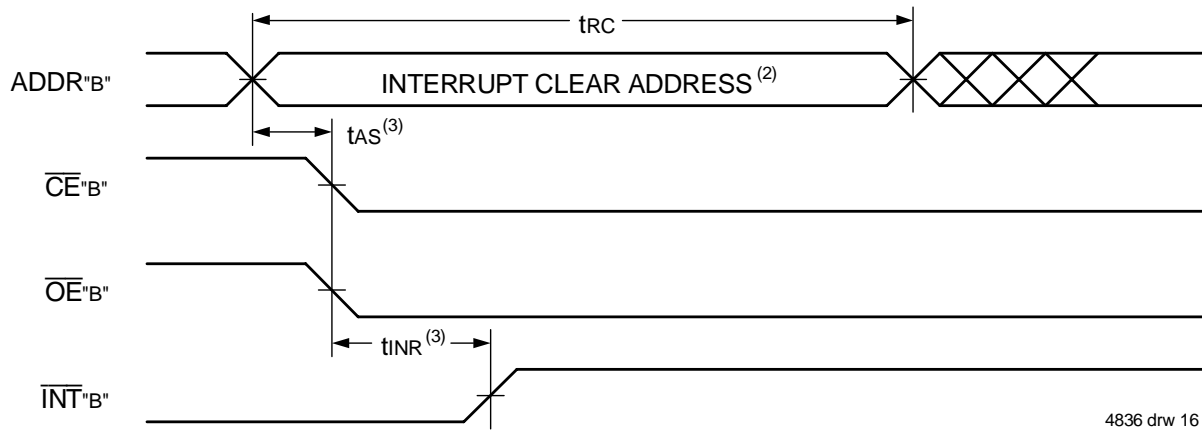 tRC
ADDR"B"
INTERRUPT CLEAR ADDRESS(2)
tAS(3)
CE"B"
OE"B"
tINR(3)
INT"B"
4836 drw 16